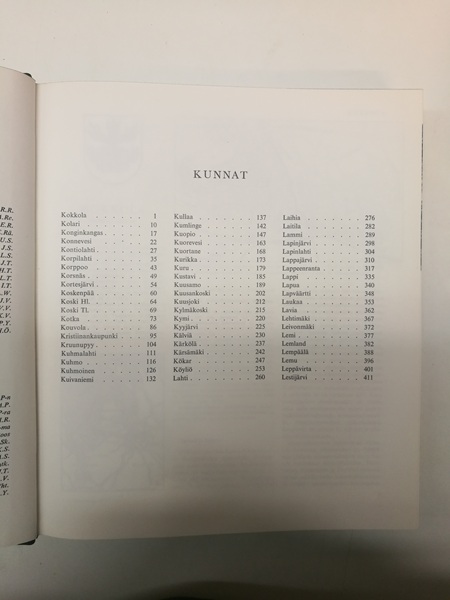 KUNNAT
Kokkola . . . . . . 1
Kolari . . . . . . 10
Konginkangas . . . . 17
Konnevesi . . . . . 22
Kontiolahti . . . . . 27
Korpilahti . . . . . 35
Korppoo . . . . . 43
Korsnäs . . . . . 49
Kortesjärvi . . . . . 54
Koskenpää . . . . . 60
Koski Hl. . . . . . 64
Koski Tl. . . . . . 69
Kotka . . . . . . 73
Kouvola . . . . . . 86
Kristiinankaupunki . . 95
Kruunupyy . . . . . 104
Kuhmalahti . . . . . 111
Kuhmo . . . . . . 116
Kuhmoinen . . . . . 126
Kuivaniemi . . . . . 132
Kullaa . . . . . . 137
Kumlinge . . . . . 142
Kuopio . . . . . . 147
Kuorevesi . . . . . 163
Kuortane . . . . . 168
Kurikka . . . . . . 173
Kuru . . . . . . 179
Kustavi . . . . . . 185
Kuusamo . . . . . 189
Kuusankoski . . . . 202
Kuusjoki . . . . . 212
Kylmäkoski . . . . . 215
Kymi . . . . . . 220
Kyyjärvi . . . . . 225
Kälviä . . . . . . 230
Kärkölä . . . . . . 237
Kärsämäki . . . . . 242
Kökar . . . . . . 247
Köyliö . . . . . . 253
Lahti . . . . . . 260
Laihia . . . . . . 276
Laitila . . . . . . 282
Lammi . . . . . . 289
Lapinjärvi . . . . . 298
Lapinlahti . . . . . 304
Lappajärvi . . . . . 310
Lappeenranta . . . . 317
Lappi . . . . . . 335
Lapua . . . . . . 340
Lapväärtti . . . . . 348
Laukaa . . . . . . 353
Lavia . . . . . . 362
Lehtimäki . . . . . 367
Leivonmäki . . . . . 372
Lemi . . . . . . 377
Lemland . . . . . 382
Lempäälä . . . . . 388
Lemu . . . . . . 396
Leppävirta . . . . . 401
Lestijärvi . . . . . 411